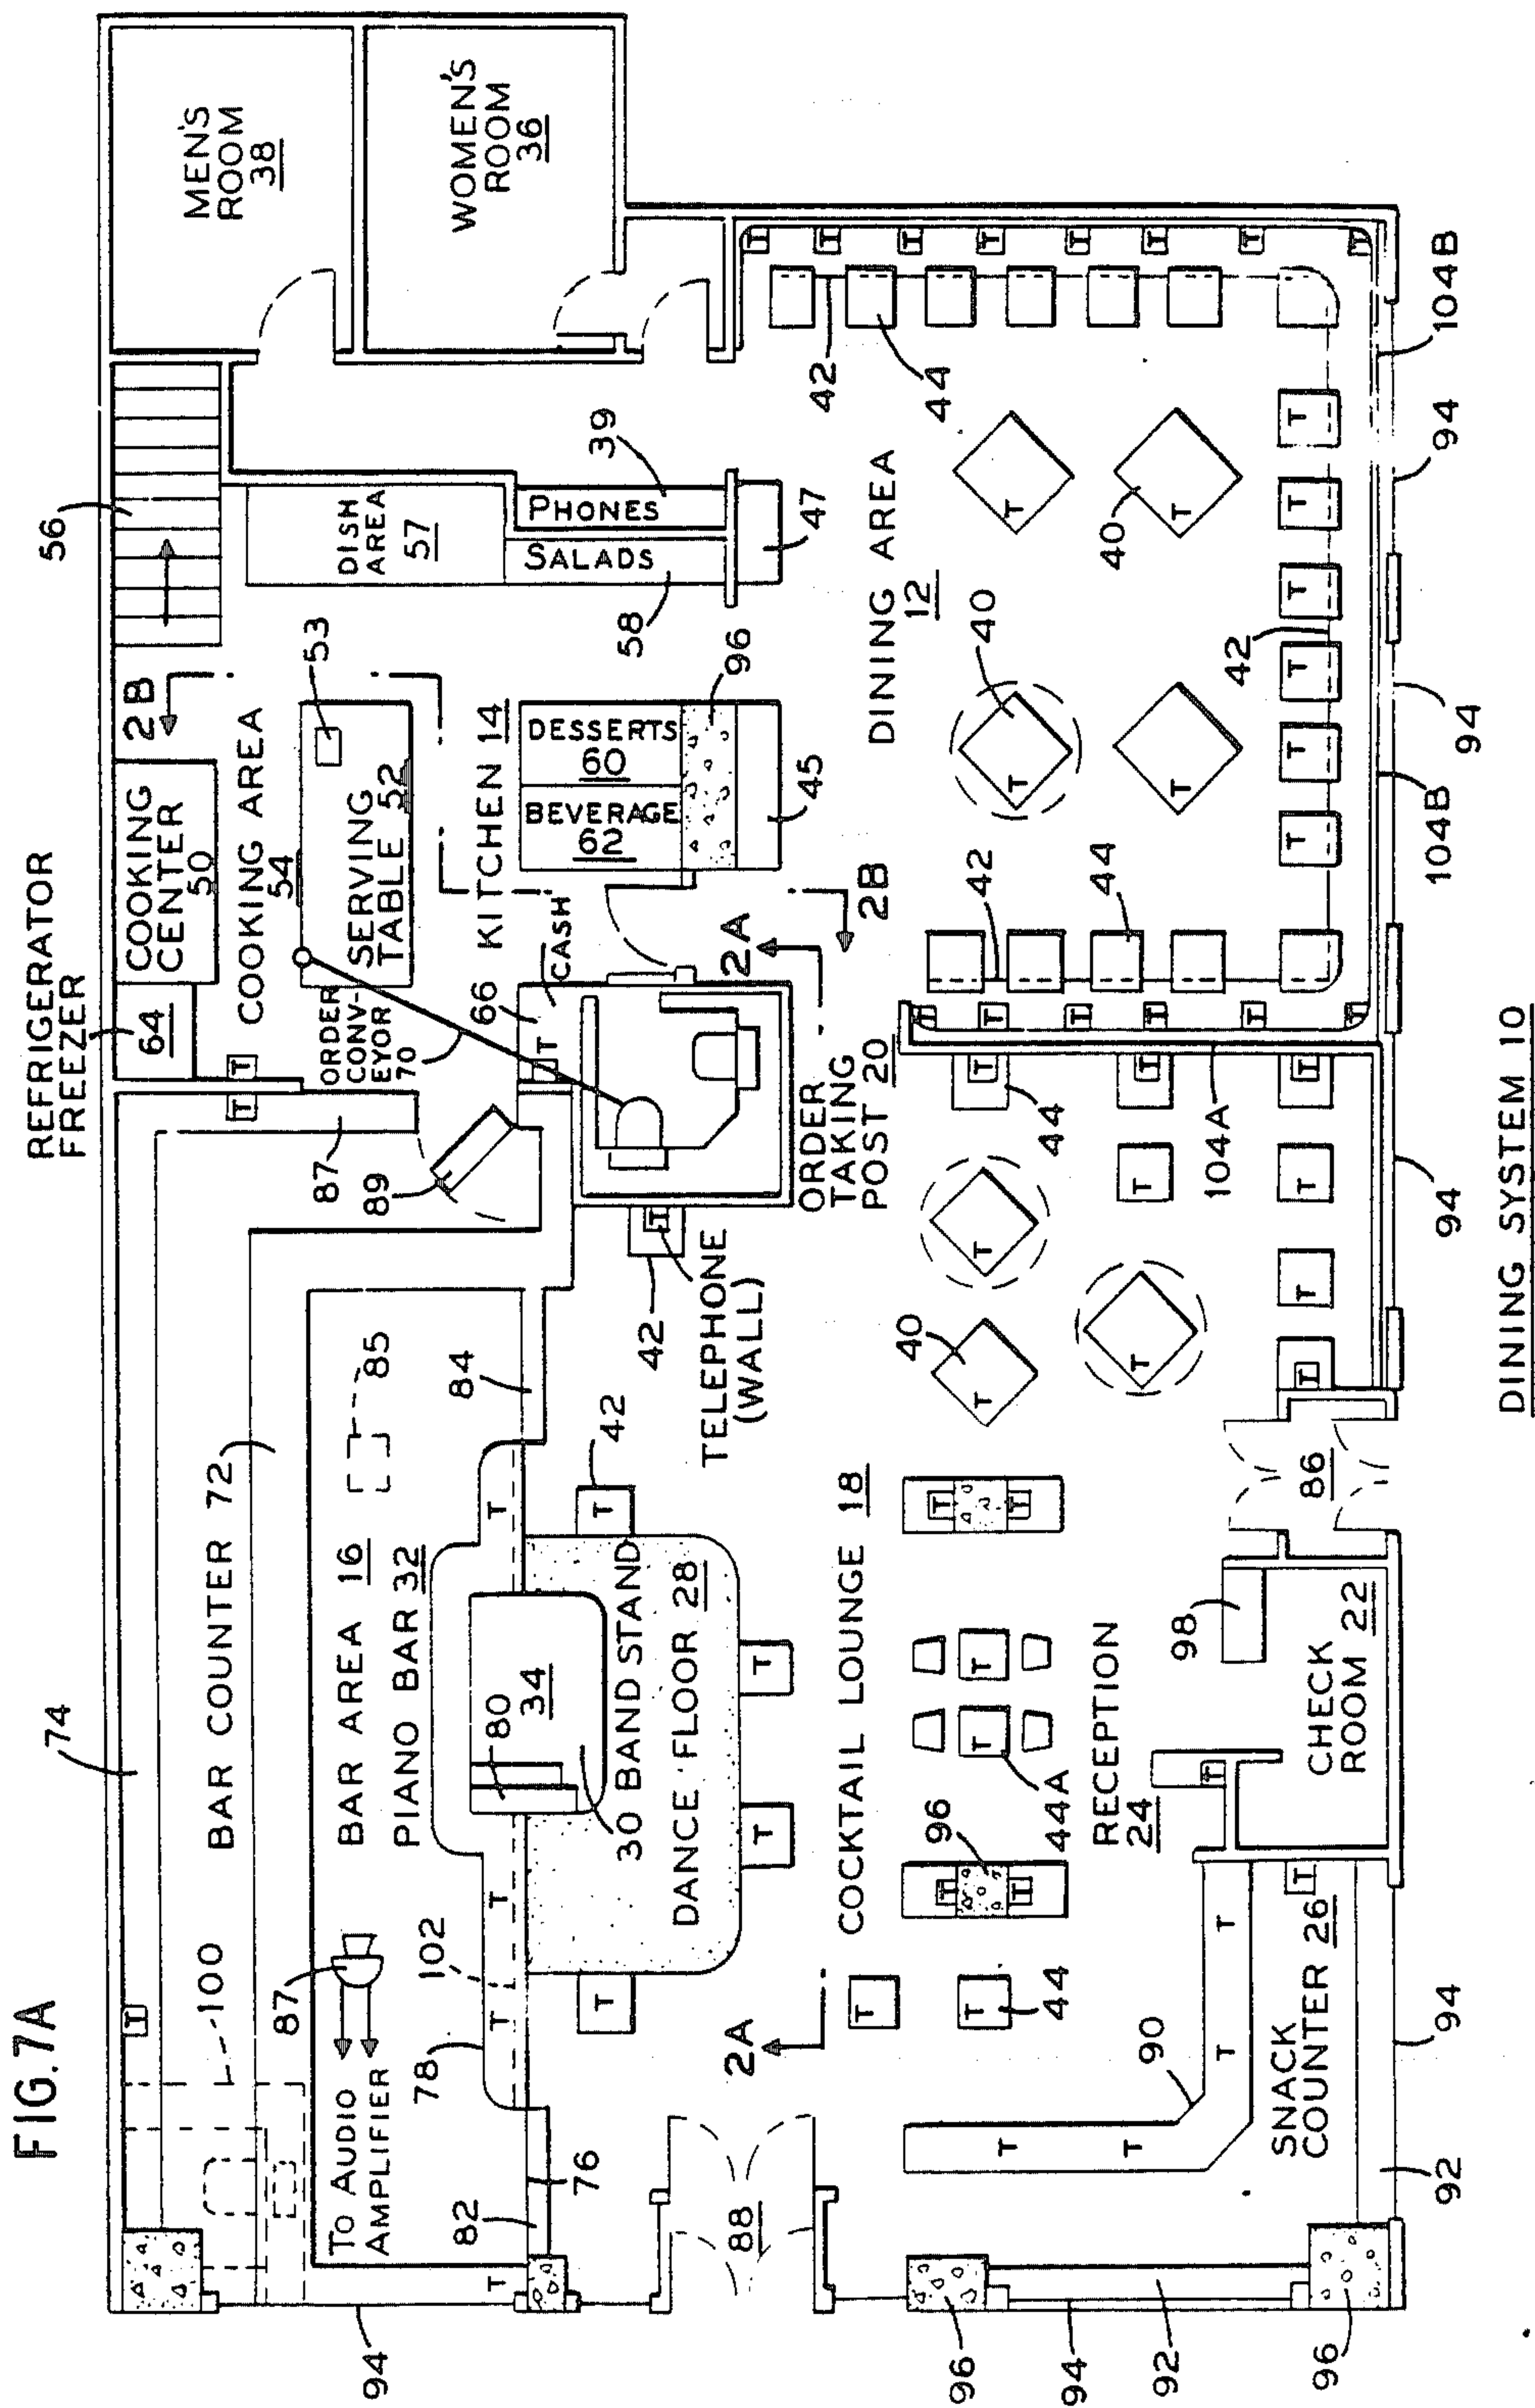 FIG.7A
REFRIGERATOR
FREEZER
56
74
64
COOKING
CENTER
50
2B
MEN'S
ROOM
38
COOKING AREA
54
53
WOMEN'S
ROOM
36
BAR COUNTER 72
100
T
T
T
87
89
ORDER
CONV-
EYOR
70
SERVING
TABLE 52
DISH
AREA
57
PHONES
39
SALADS
58
47
TO AUDIO
AMPLIFIER
87
BAR AREA 16
PIANO BAR 32
85
KITCHEN 14
66
CASH
T
DESSERTS
60
BEVERAGE
62
96
45
94
T
82
76
78
102
T
T
T
80
34
30 BAND STAND
DANCE FLOOR 28
84
42
T
T
T
T
42
T
TELEPHONE
(WALL)
ORDER
TAKING
POST 20
2A
2B
88
2A
COCKTAIL LOUNGE 18
DINING AREA
12
42
44
T
T
T
T
T
T
T
T
40
T
40
T
T
T
42
44
T
T
T
T
T
T
96
94
92
96
T
T
90
T
T
44
T
T
96
T
T
T
T
44A
T
T
RECEPTION
24
T
98
CHECK
ROOM 22
86
40
T
T
T
44
T
T
T
T
T
T
T
104A
SNACK
COUNTER 26
T
92
94
94
T
T
T
T
T
T
42
104B
94
94
104B
DINING SYSTEM 10